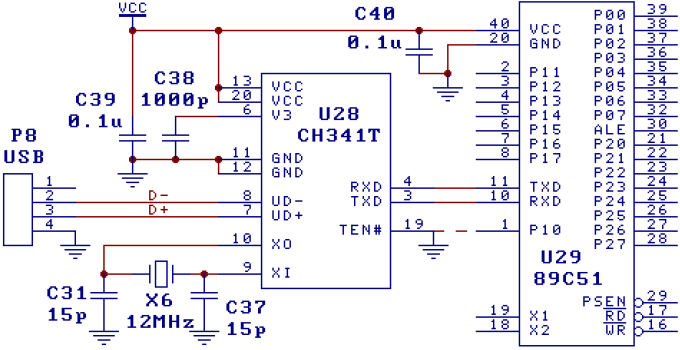 VCC
C40
0.1u
40 VCC
20 GND
P00 39
P01 38
P02 37
P03 36
P04 35
P05 34
P06 33
P07 32
ALE 30
P20 21
P21 22
P22 23
P23 24
P24 25
P25 26
P26 27
P27 28
2 P11
3 P12
4 P13
5 P14
6 P15
7 P16
8 P17
11 TXD
10 RXD
1 P10
U29
89C51
PSEN 29
RD 17
WR 16
19 X1
18 X2
C38
1000p
C39
0.1u
13 VCC
20 VCC
6 V3
U28
CH341T
11 GND
12 GND
RXD 4
TXD 3
TEN# 19
8 UD-
7 UD+
10 XO
9 XI
P8
USB
1
2 D-
3 D+
4
C31
15p
X6
12MHz
C37
15p